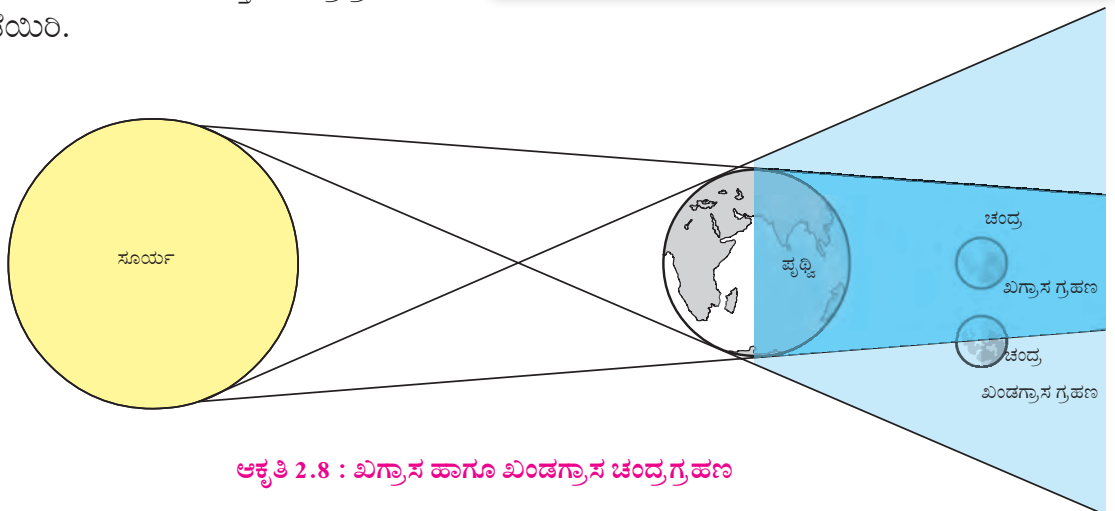 ಯಿರಿ.
ಸೂರ್ಯ
ಪೃಥ್ವಿ
ಚಂದ್ರ
ಖಗ್ರಾಸ ಗ್ರಹಣ
ಚಂದ್ರ
ಖಂಡಗ್ರಾಸ ಗ್ರಹಣ
ಆಕೃತಿ 2.8 : ಖಗ್ರಾಸ ಹಾಗೂ ಖಂಡಗ್ರಾಸ ಚಂದ್ರಗ್ರಹಣ